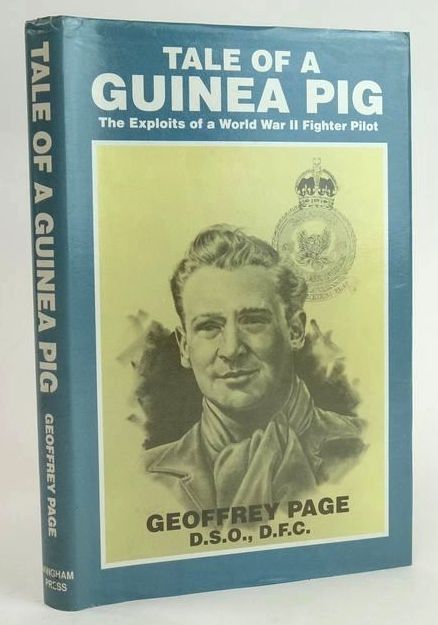 TALE OF A
GUINEA PIG
The Exploits of a World War II Fighter Pilot
GEOFFREY PAGE
D.S.O., D.F.C.
TALE OF A GUINEA PIG
GEOFFREY PAGE
WINGHAM
PRESS